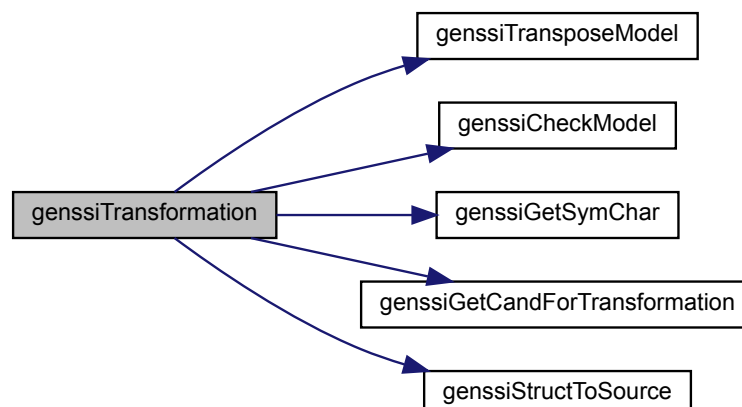 genssiTransposeModel
genssiCheckModel
genssiTransformation
genssiGetSymChar
genssiGetCandForTransformation
genssiStructToSource